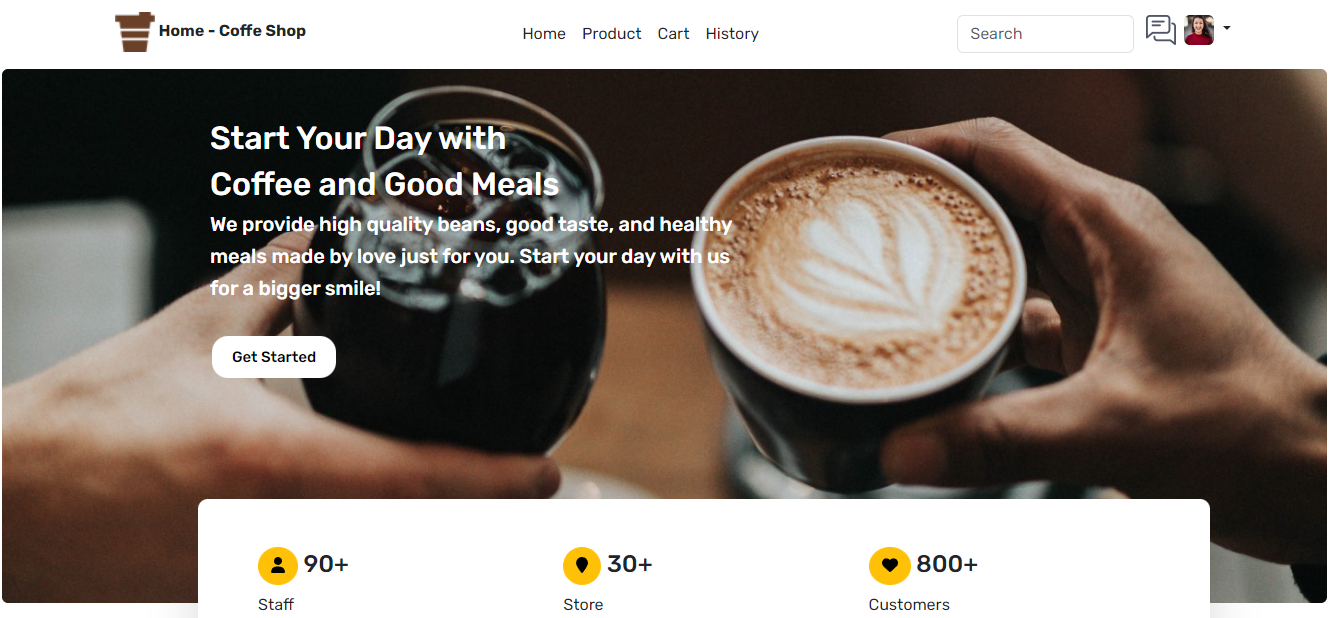 Home - Coffe Shop
Home Product Cart History
Search
Start Your Day with
Coffee and Good Meals
We provide high quality beans, good taste, and healthy
meals made by love just for you. Start your day with us
for a bigger smile!
Get Started
90+
Staff
30+
Store
800+
Customers